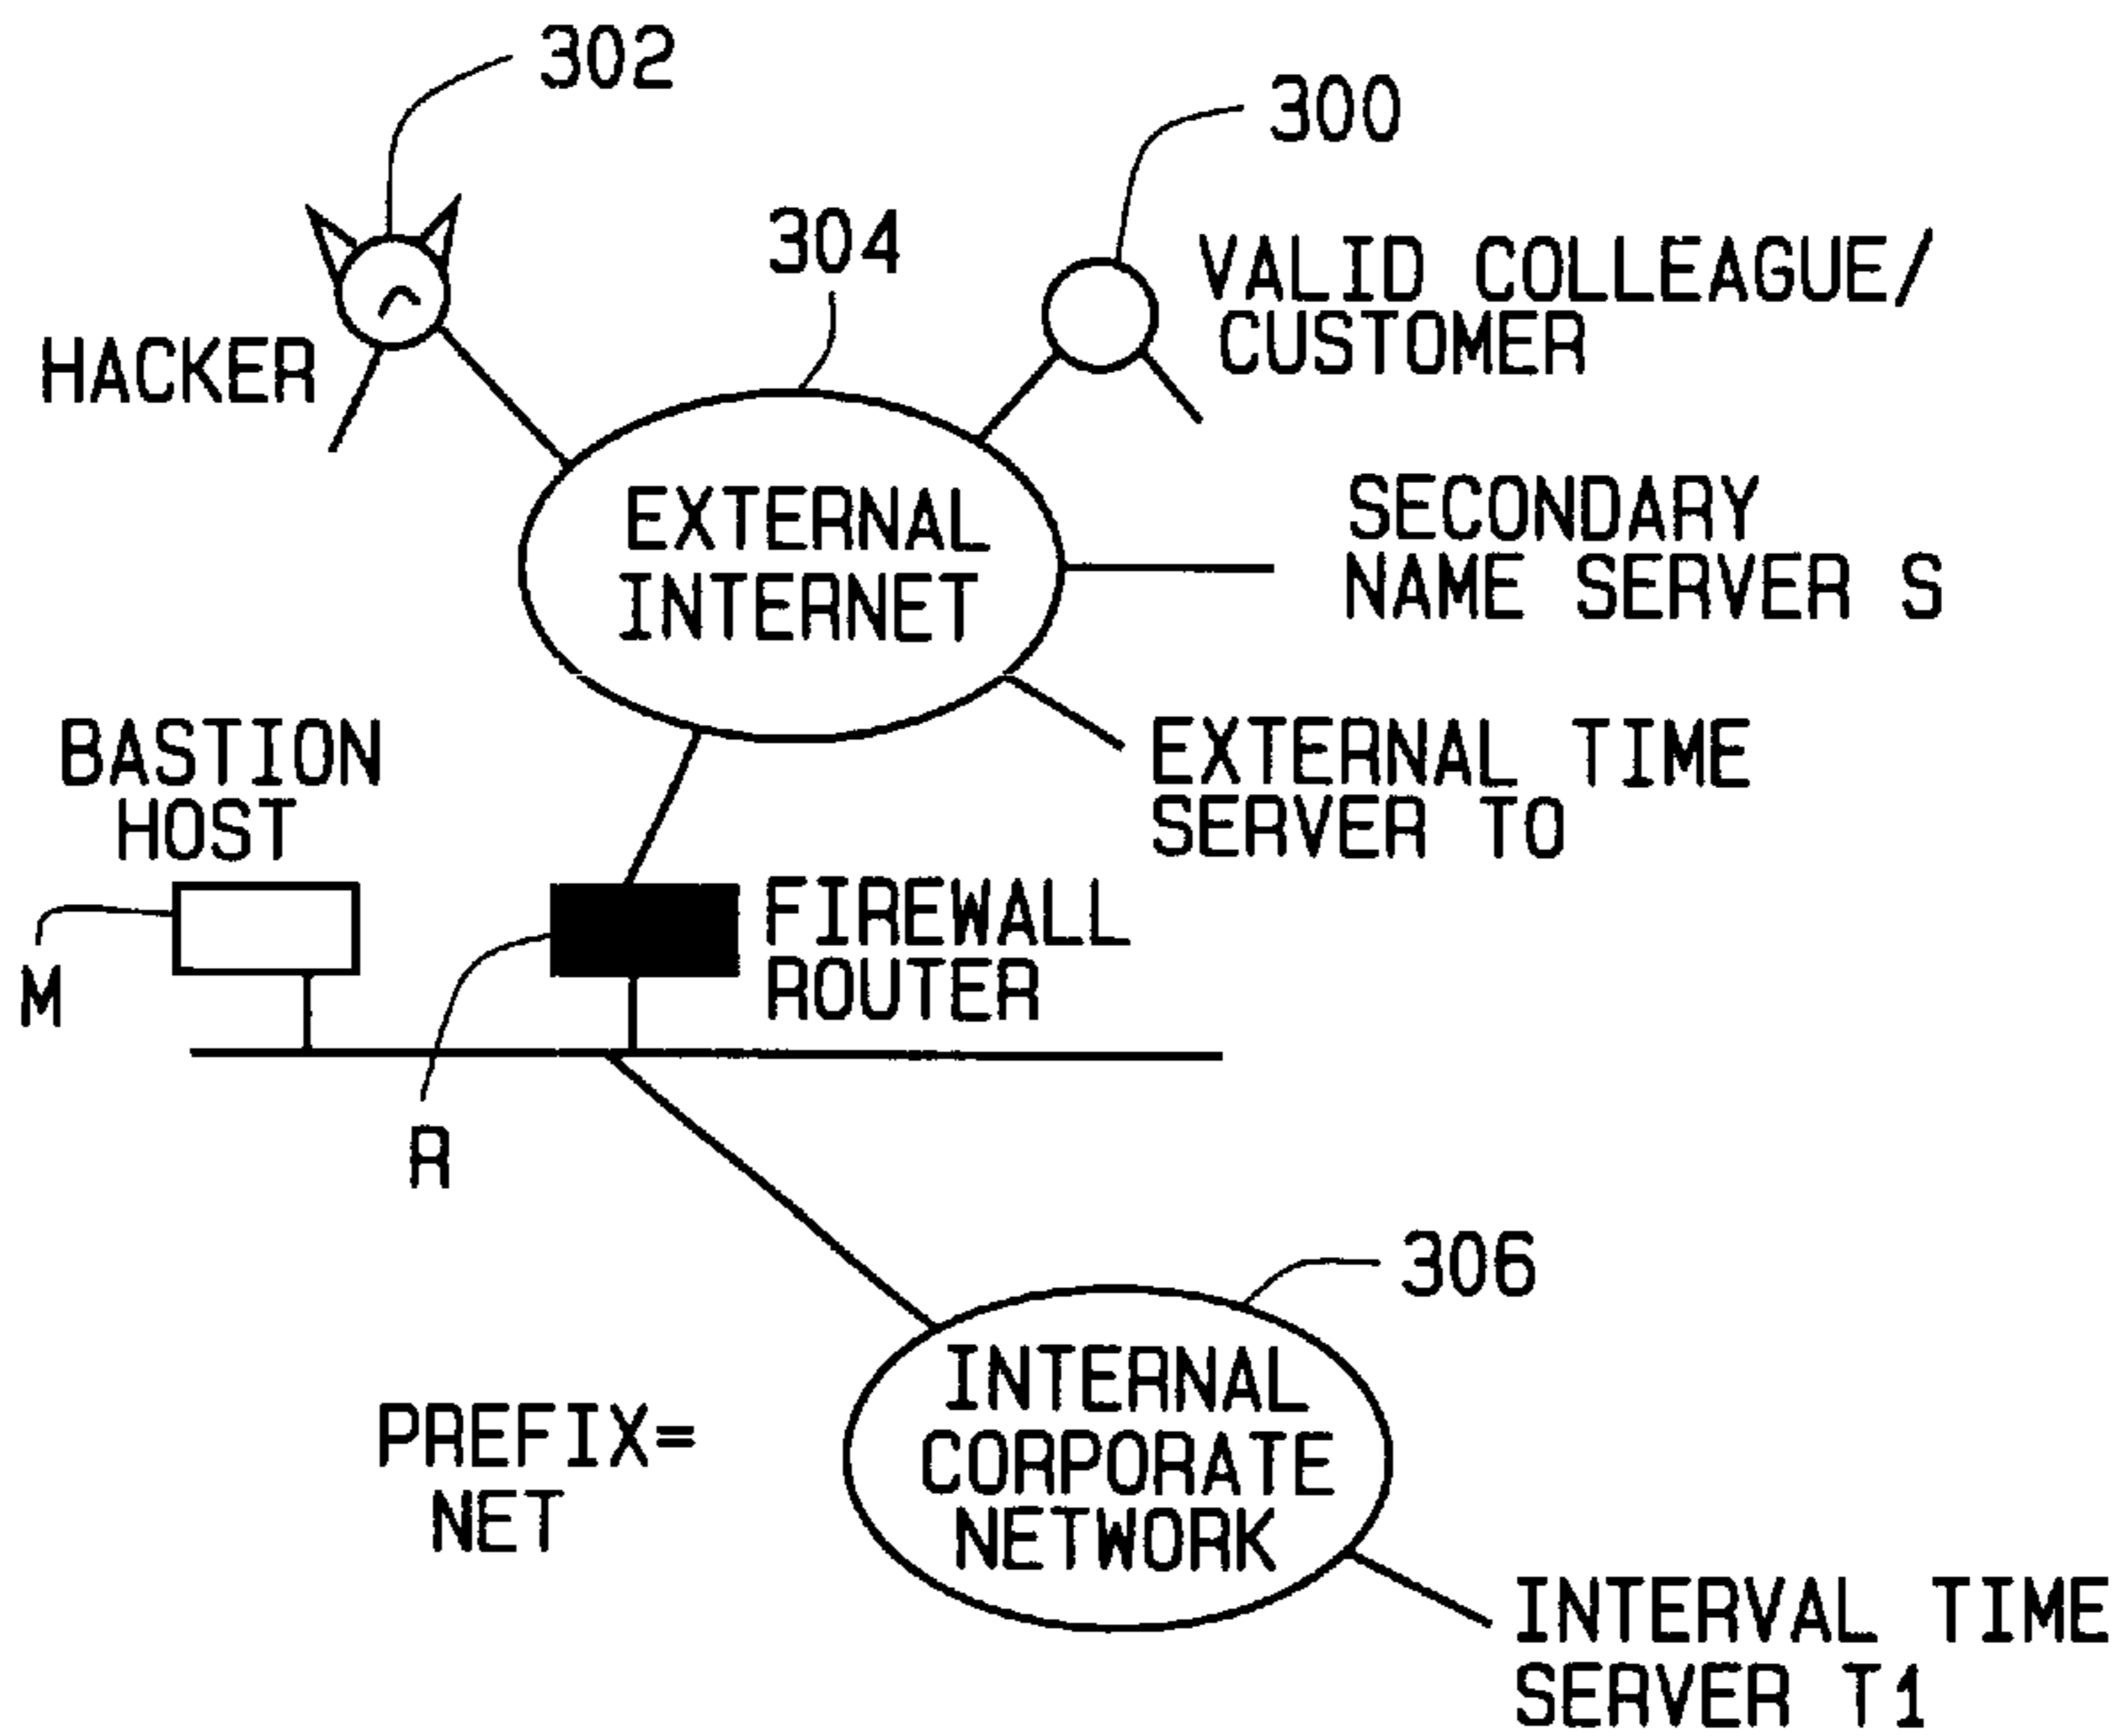 302
300
304
VALID COLLEAGUE/
CUSTOMER
HACKER
EXTERNAL
INTERNET
SECONDARY
NAME SERVER S
BASTION
HOST
EXTERNAL TIME
SERVER TO
FIREWALL
ROUTER
M
R
306
INTERNAL
CORPORATE
NETWORK
PREFIX=
NET
INTERVAL TIME
SERVER T1